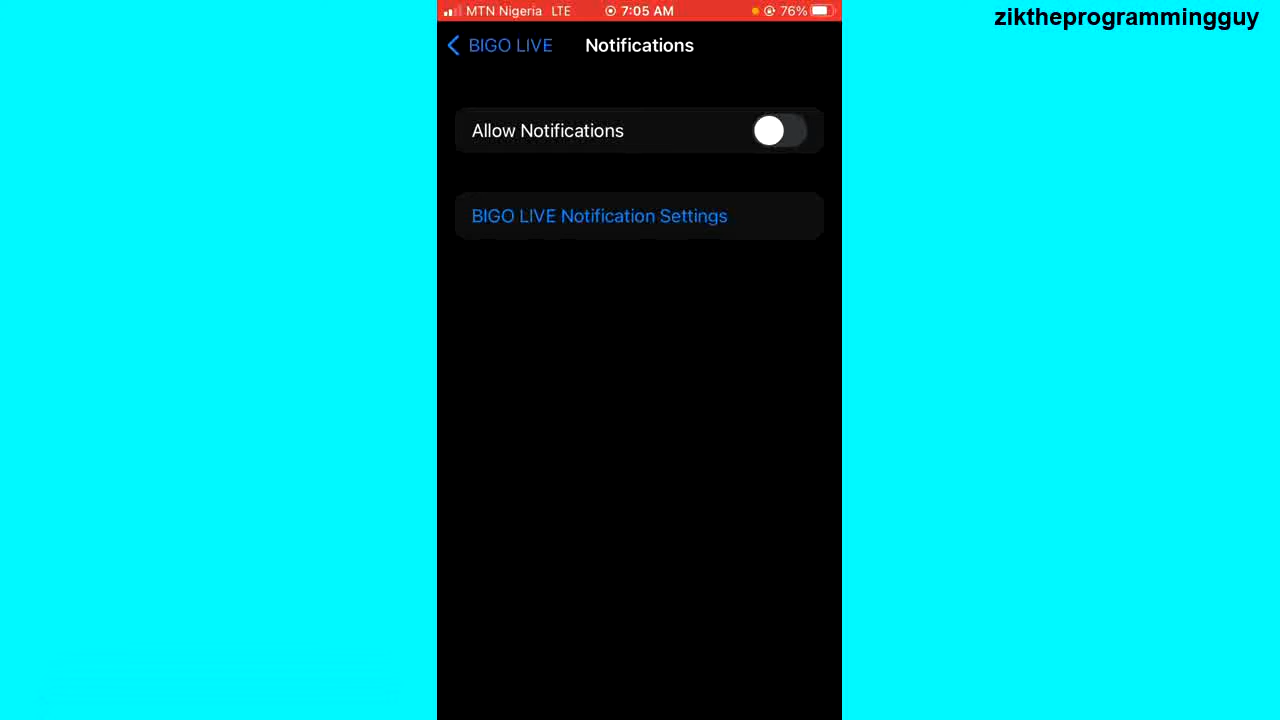 MTN Nigeria LTE 7:05 AM 76%
ziktheprogrammingguy
BIGO LIVE Notifications
Allow Notifications
BIGO LIVE Notification Settings